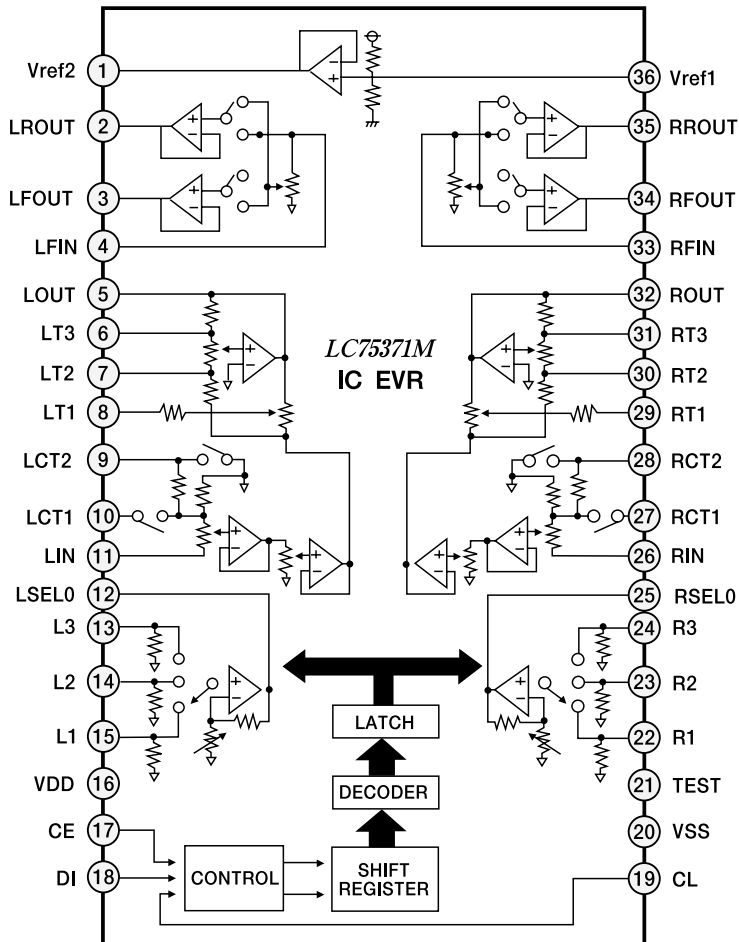 Vref2 1
LROUT 2
LFOUT 3
LFIN 4
LOUT 5
LT3 6
LT2 7
LT1 8
LCT2 9
LCT1 10
LIN 11
LSEL0 12
L3 13
L2 14
L1 15
VDD 16
CE 17
DI 18
36 Vref1
35 RROUT
34 RFOUT
33 RFIN
32 ROUT
31 RT3
30 RT2
29 RT1
28 RCT2
27 RCT1
26 RIN
25 RSEL0
24 R3
23 R2
22 R1
21 TEST
20 VSS
19 CL
LC75371M
IC EVR
LATCH
DECODER
CONTROL
SHIFT
REGISTER